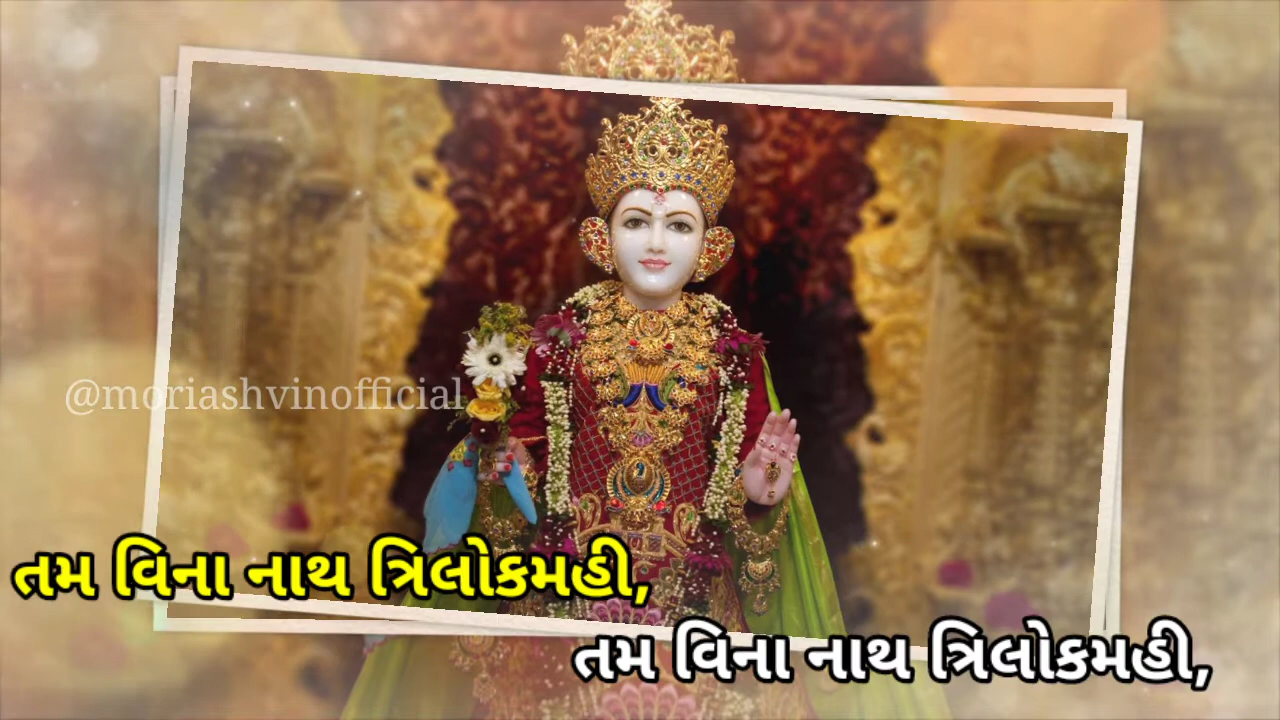 @moriashvinofficial
તમ વિના નાથ ત્રિલોકમહી,
તમ વિના નાથ ત્રિલોકમહી,